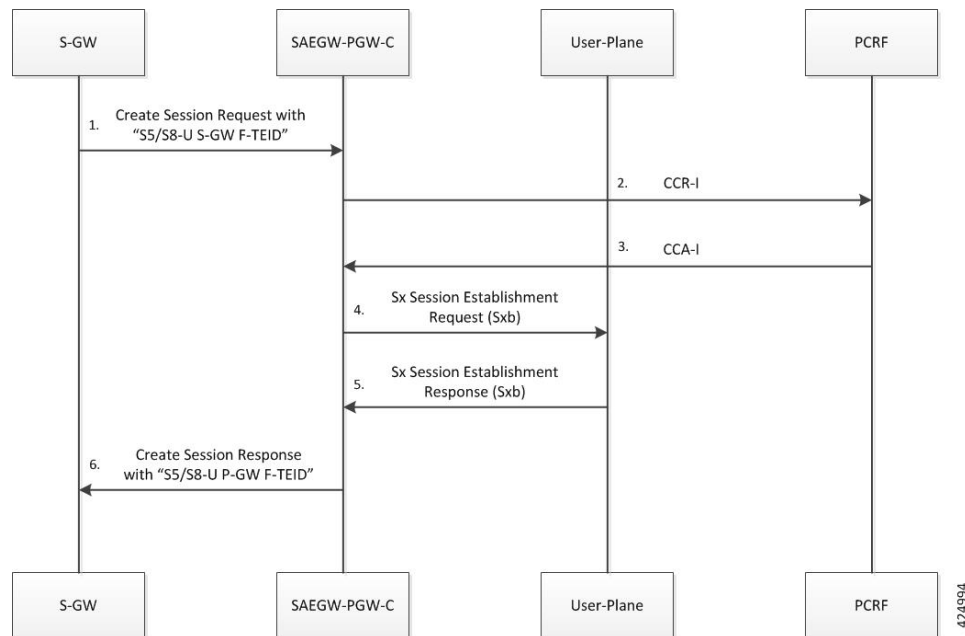 S-GW
SAEGW-PGW-C
User-Plane
PCRF
1.
Create Session Request with
“S5/S8-U S-GW F-TEID”
2.
CCR-I
3.
CCA-I
4.
Sx Session Establishment
Request (Sxb)
5.
Sx Session Establishment
Response (Sxb)
6.
Create Session Response
with “S5/S8-U P-GW F-TEID”
S-GW
SAEGW-PGW-C
User-Plane
PCRF
424994